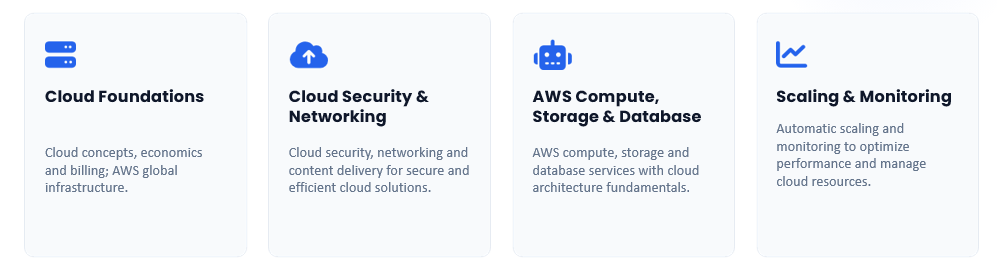 Cloud Foundations
Cloud concepts, economics
and billing; AWS global
infrastructure.
Cloud Security &
Networking
Cloud security, networking and
content delivery for secure and
efficient cloud solutions.
AWS Compute,
Storage & Database
AWS compute, storage and
database services with cloud
architecture fundamentals.
Scaling & Monitoring
Automatic scaling and
monitoring to optimize
performance and manage
cloud resources.